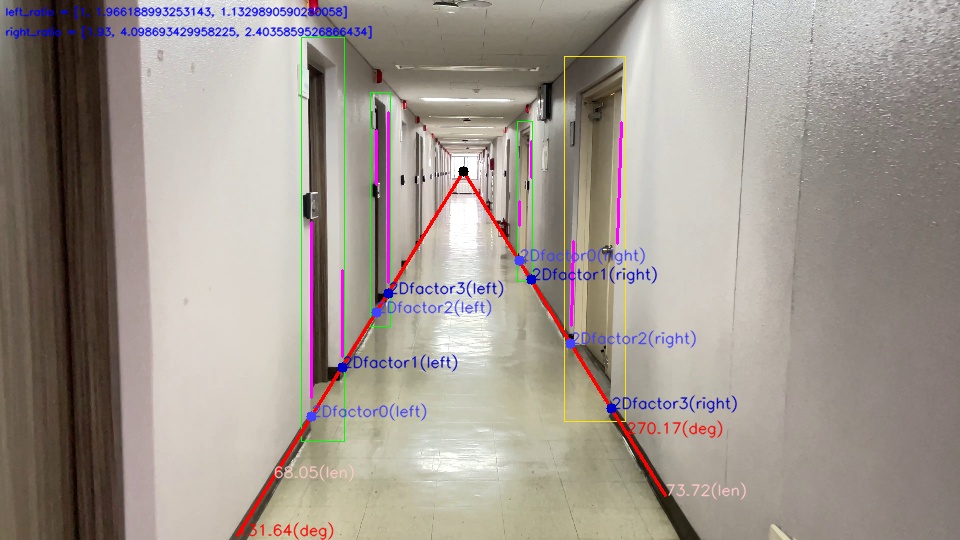 left_ratio = [1, 1.966188993253143, 1.1329890590280058]
right_ratio = [1.93, 4.098693429958225, 2.4035859526866434]
2Dfactor0(right)
2Dfactor1(right)
2Dfactor3(left)
2Dfactor2(left)
2Dfactor2(right)
2Dfactor1(left)
2Dfactor3(right)
2Dfactor0(left)
270.17(deg)
68.05(len)
73.72(len)
31.64(deg)